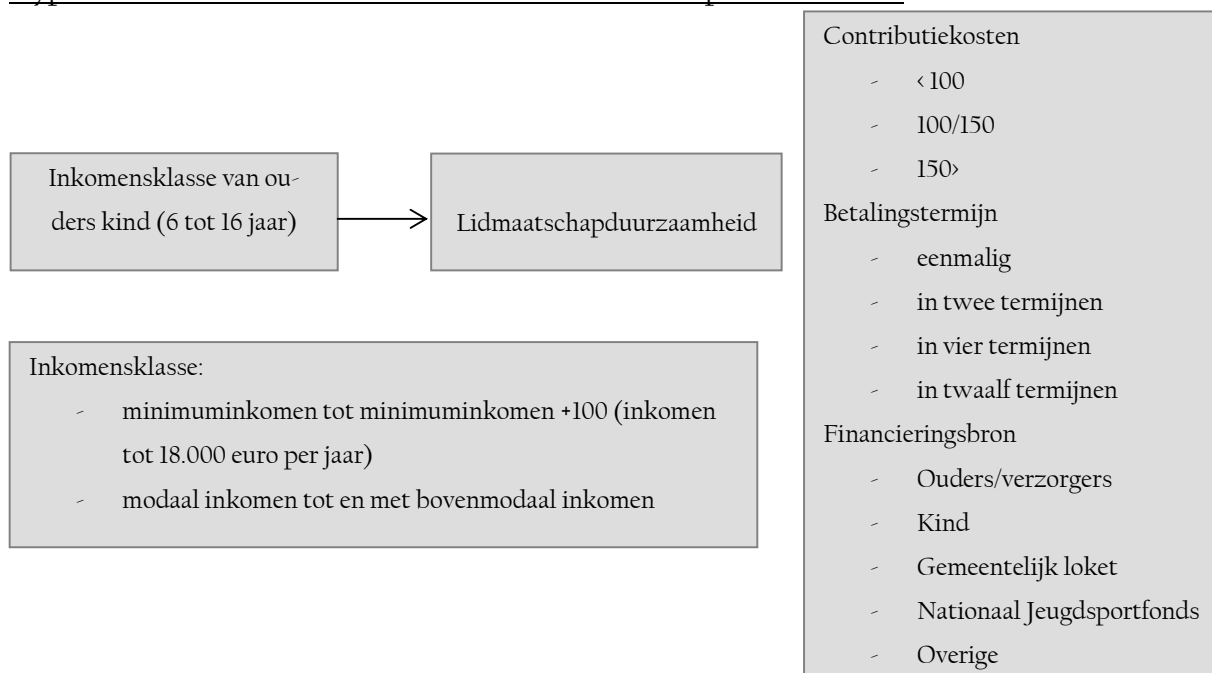 Inkomensklasse van ou-
ders kind (6 tot 16 jaar)
Lidmaatschapduurzaamheid
Inkomensklasse:
- minimuminkomen tot minimuminkomen +100 (inkomen
tot 18.000 euro per jaar)
- modaal inkomen tot en met bovenmodaal inkomen
Contributiekosten
- < 100
- 100/150
- 150>
Betalingstermijn
- eenmalig
- in twee termijnen
- in vier termijnen
- in twaalf termijnen
Financieringsbron
- Ouders/verzorgers
- Kind
- Gemeentelijk loket
- Nationaal Jeugdsportfonds
- Overige